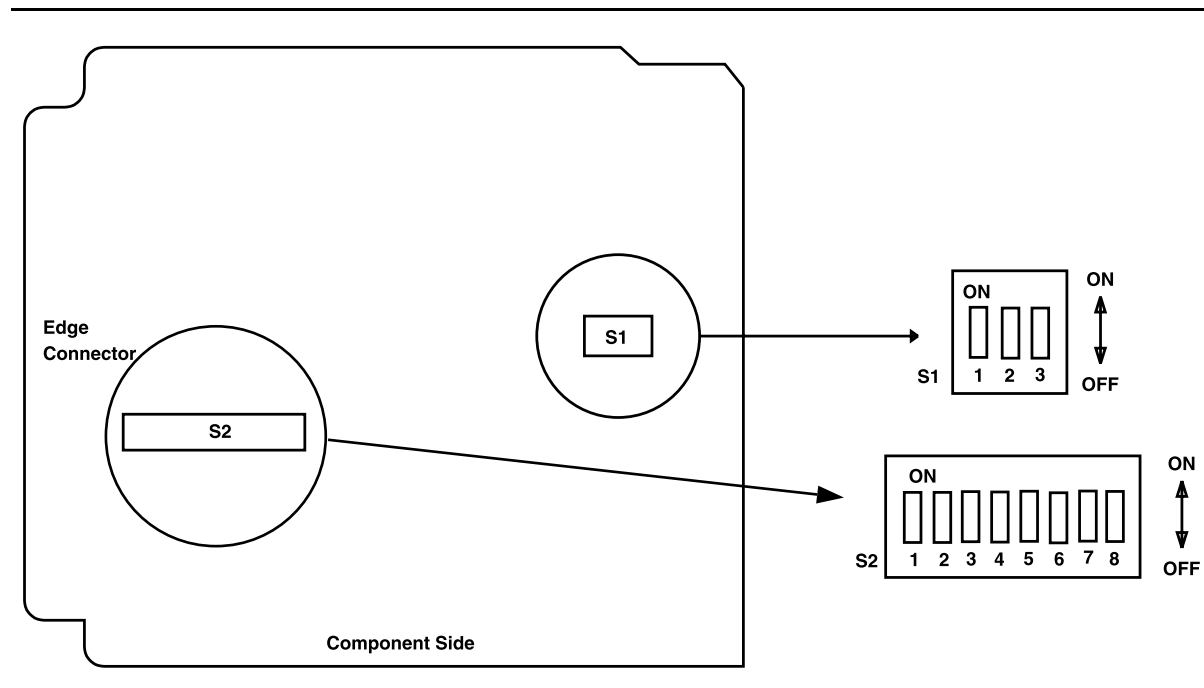 Edge
Connector
S1
S2
Component Side
ON
S1
1 2 3
ON
OFF
ON
S2
1 2 3 4 5 6 7 8
ON
OFF